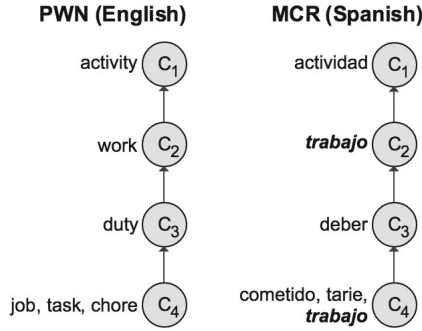 PWN (English) MCR (Spanish)
activity C1 actividad C1
work C2 trabajo C2
duty C3 deber C3
job, task, chore C4 cometido, tarie,
trabajo C4